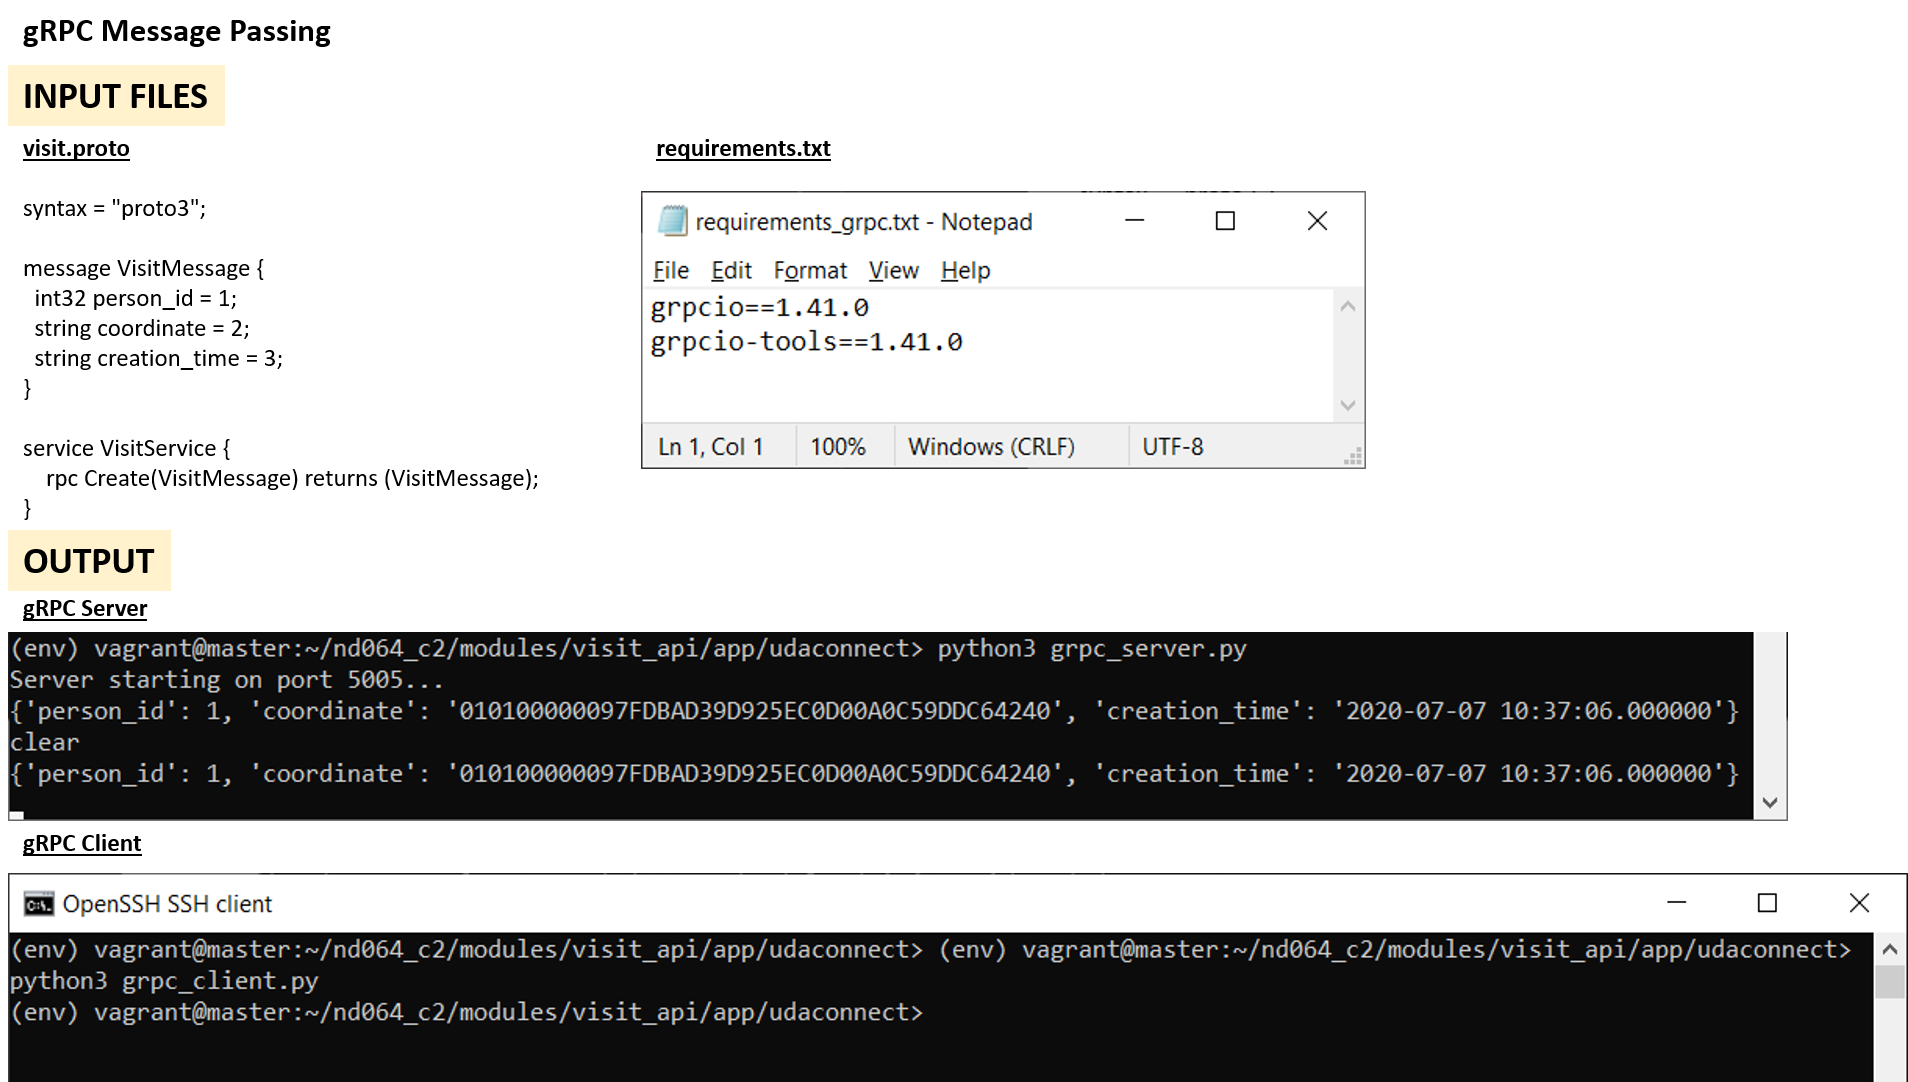 gRPC Message Passing
INPUT FILES
visit.proto
syntax = "proto3";
message VisitMessage {
int32 person_id = 1;
string coordinate = 2;
string creation_time = 3;
}
service VisitService {
rpc Create(VisitMessage) returns (VisitMessage);
}
requirements.txt
requirements_grpc.txt - Notepad
File Edit Format View Help
grpcio==1.41.0
grpcio-tools==1.41.0
Ln 1, Col 1 100% Windows (CRLF) UTF-8
OUTPUT
gRPC Server
(env) vagrant@master:~/nd064_c2/modules/visit_api/app/udaconnect> python3 grpc_server.py
Server starting on port 5005...
{'person_id': 1, 'coordinate': '010100000097FDBAD39D925EC0D00A0C59DDC64240', 'creation_time': '2020-07-07 10:37:06.000000'}
clear
{'person_id': 1, 'coordinate': '010100000097FDBAD39D925EC0D00A0C59DDC64240', 'creation_time': '2020-07-07 10:37:06.000000'}
gRPC Client
OpenSSH SSH client
(env) vagrant@master:~/nd064_c2/modules/visit_api/app/udaconnect> (env) vagrant@master:~/nd064_c2/modules/visit_api/app/udaconnect>
python3 grpc_client.py
(env) vagrant@master:~/nd064_c2/modules/visit_api/app/udaconnect>